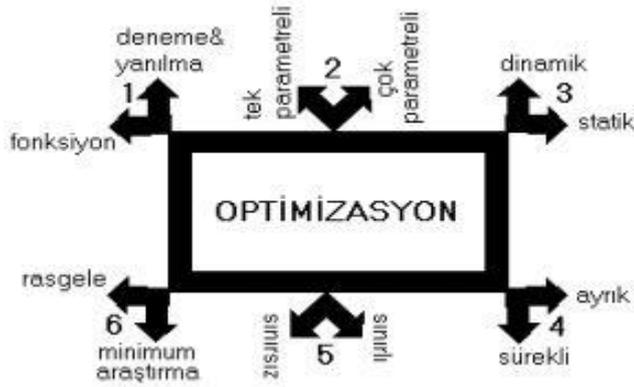 deneme&
yanılma
1
fonksiyon
tek
parametreli
2
çok
parametreli
dinamik
3
statik
OPTİMİZASYON
rasgele
6
minimum
araştırma
sınırsız
5
sınırlı
ayrık
4
sürekli